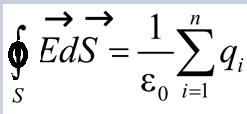 ∮_S E⃗dS⃗ = 1/ε₀ ∑_{i=1}^{n} q_i